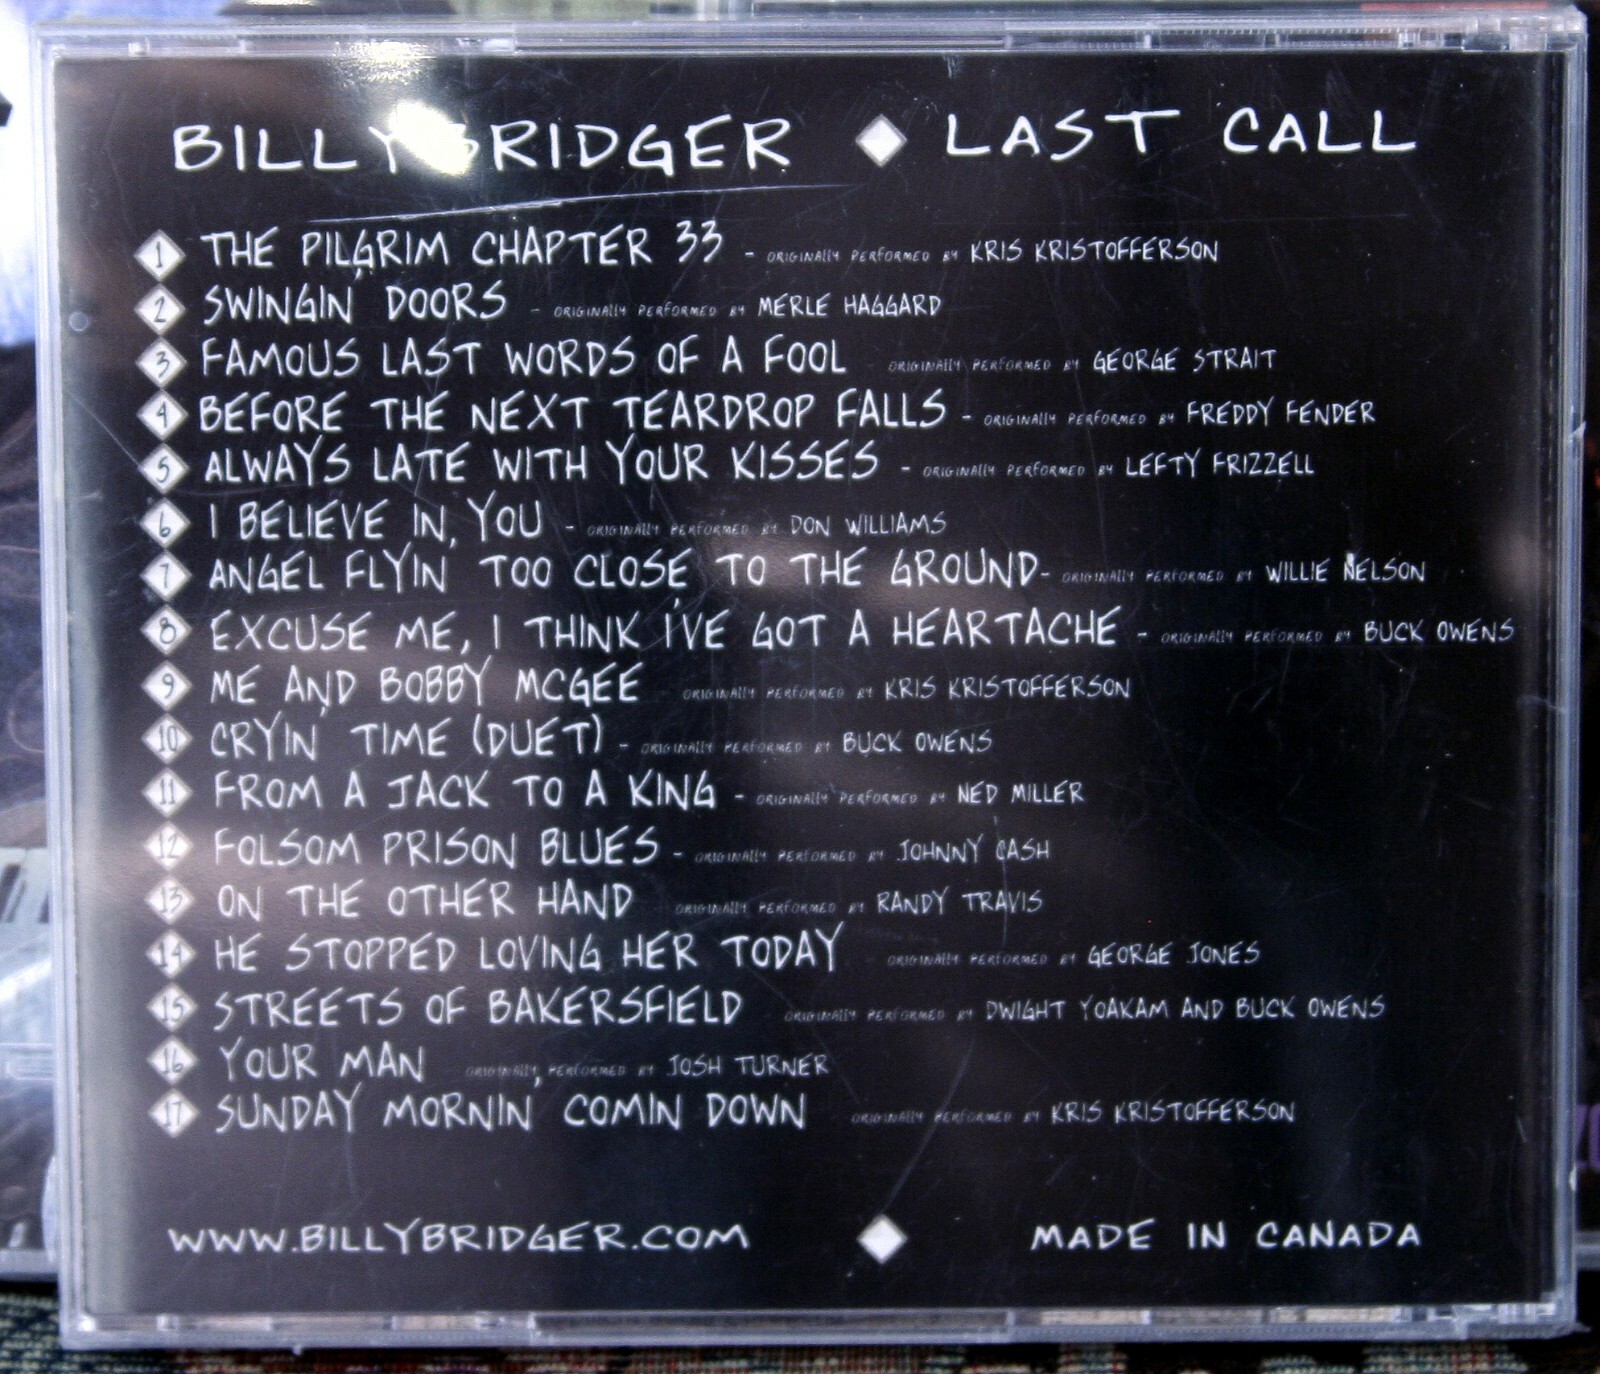 BILLY BRIDGER ◆ LAST CALL
1 THE PILGRIM CHAPTER 33 - ORIGINALLY PERFORMED BY KRIS KRISTOFFERSON
2 SWINGIN' DOORS - ORIGINALLY PERFORMED BY MERLE HAGGARD
3 FAMOUS LAST WORDS OF A FOOL - ORIGINALLY PERFORMED BY GEORGE STRAIT
4 BEFORE THE NEXT TEARDROP FALLS - ORIGINALLY PERFORMED BY FREDDY FENDER
5 ALWAYS LATE WITH YOUR KISSES - ORIGINALLY PERFORMED BY LEFTY FRIZZELL
6 I BELIEVE IN YOU - ORIGINALLY PERFORMED BY DON WILLIAMS
7 ANGEL FLYIN' TOO CLOSE TO THE GROUND- ORIGINALLY PERFORMED BY WILLIE NELSON
8 EXCUSE ME, I THINK I'VE GOT A HEARTACHE - ORIGINALLY PERFORMED BY BUCK OWENS
9 ME AND BOBBY MCGEE ORIGINALLY PERFORMED BY KRIS KRISTOFFERSON
10 CRYIN' TIME (DUET) - ORIGINALLY PERFORMED BY BUCK OWENS
11 FROM A JACK TO A KING - ORIGINALLY PERFORMED BY NED MILLER
12 FOLSOM PRISON BLUES - ORIGINALLY PERFORMED BY JOHNNY CASH
13 ON THE OTHER HAND ORIGINALLY PERFORMED BY RANDY TRAVIS
14 HE STOPPED LOVING HER TODAY ORIGINALLY PERFORMED BY GEORGE JONES
15 STREETS OF BAKERSFIELD ORIGINALLY PERFORMED BY DWIGHT YOAKAM AND BUCK OWENS
16 YOUR MAN ORIGINALLY PERFORMED BY JOSH TURNER
17 SUNDAY MORNIN' COMIN DOWN ORIGINALLY PERFORMED BY KRIS KRISTOFFERSON
WWW.BILLYBRIDGER.COM ◆ MADE IN CANADA